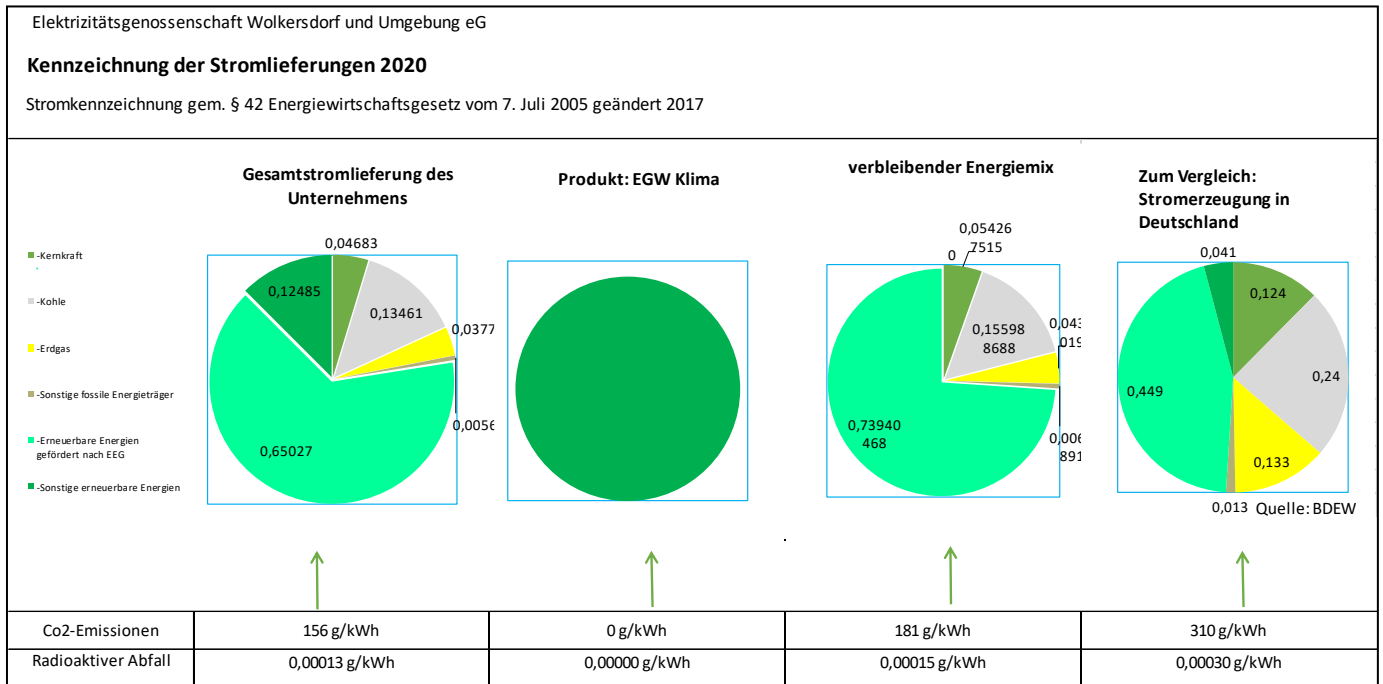 Elektrizitätsgenossenschaft Wolkersdorf und Umgebung eG
Kennzeichnung der Stromlieferungen 2020
Stromkennzeichnung gem. § 42 Energiewirtschaftsgesetz vom 7. Juli 2005 geändert 2017
Gesamtstromlieferung des
Unternehmens
Produkt: EGW Klima
verbleibender Energiemix
Zum Vergleich:
Stromerzeugung in
Deutschland
-Kernkraft
-Kohle
-Erdgas
-Sonstige fossile Energieträger
-Erneuerbare Energien
gefördert nach EEG
-Sonstige erneuerbare Energien
0,04683
0,12485
0,13461
0,0377
0,0056
0,65027
0,05426
7515
0
0,15598
8688
0,043
019
0,73940
468
0,006
891
0,041
0,124
0,24
0,449
0,133
0,013
Quelle: BDEW
Co2-Emissionen
156 g/kWh
0 g/kWh
181 g/kWh
310 g/kWh
Radioaktiver Abfall
0,00013 g/kWh
0,00000 g/kWh
0,00015 g/kWh
0,00030 g/kWh